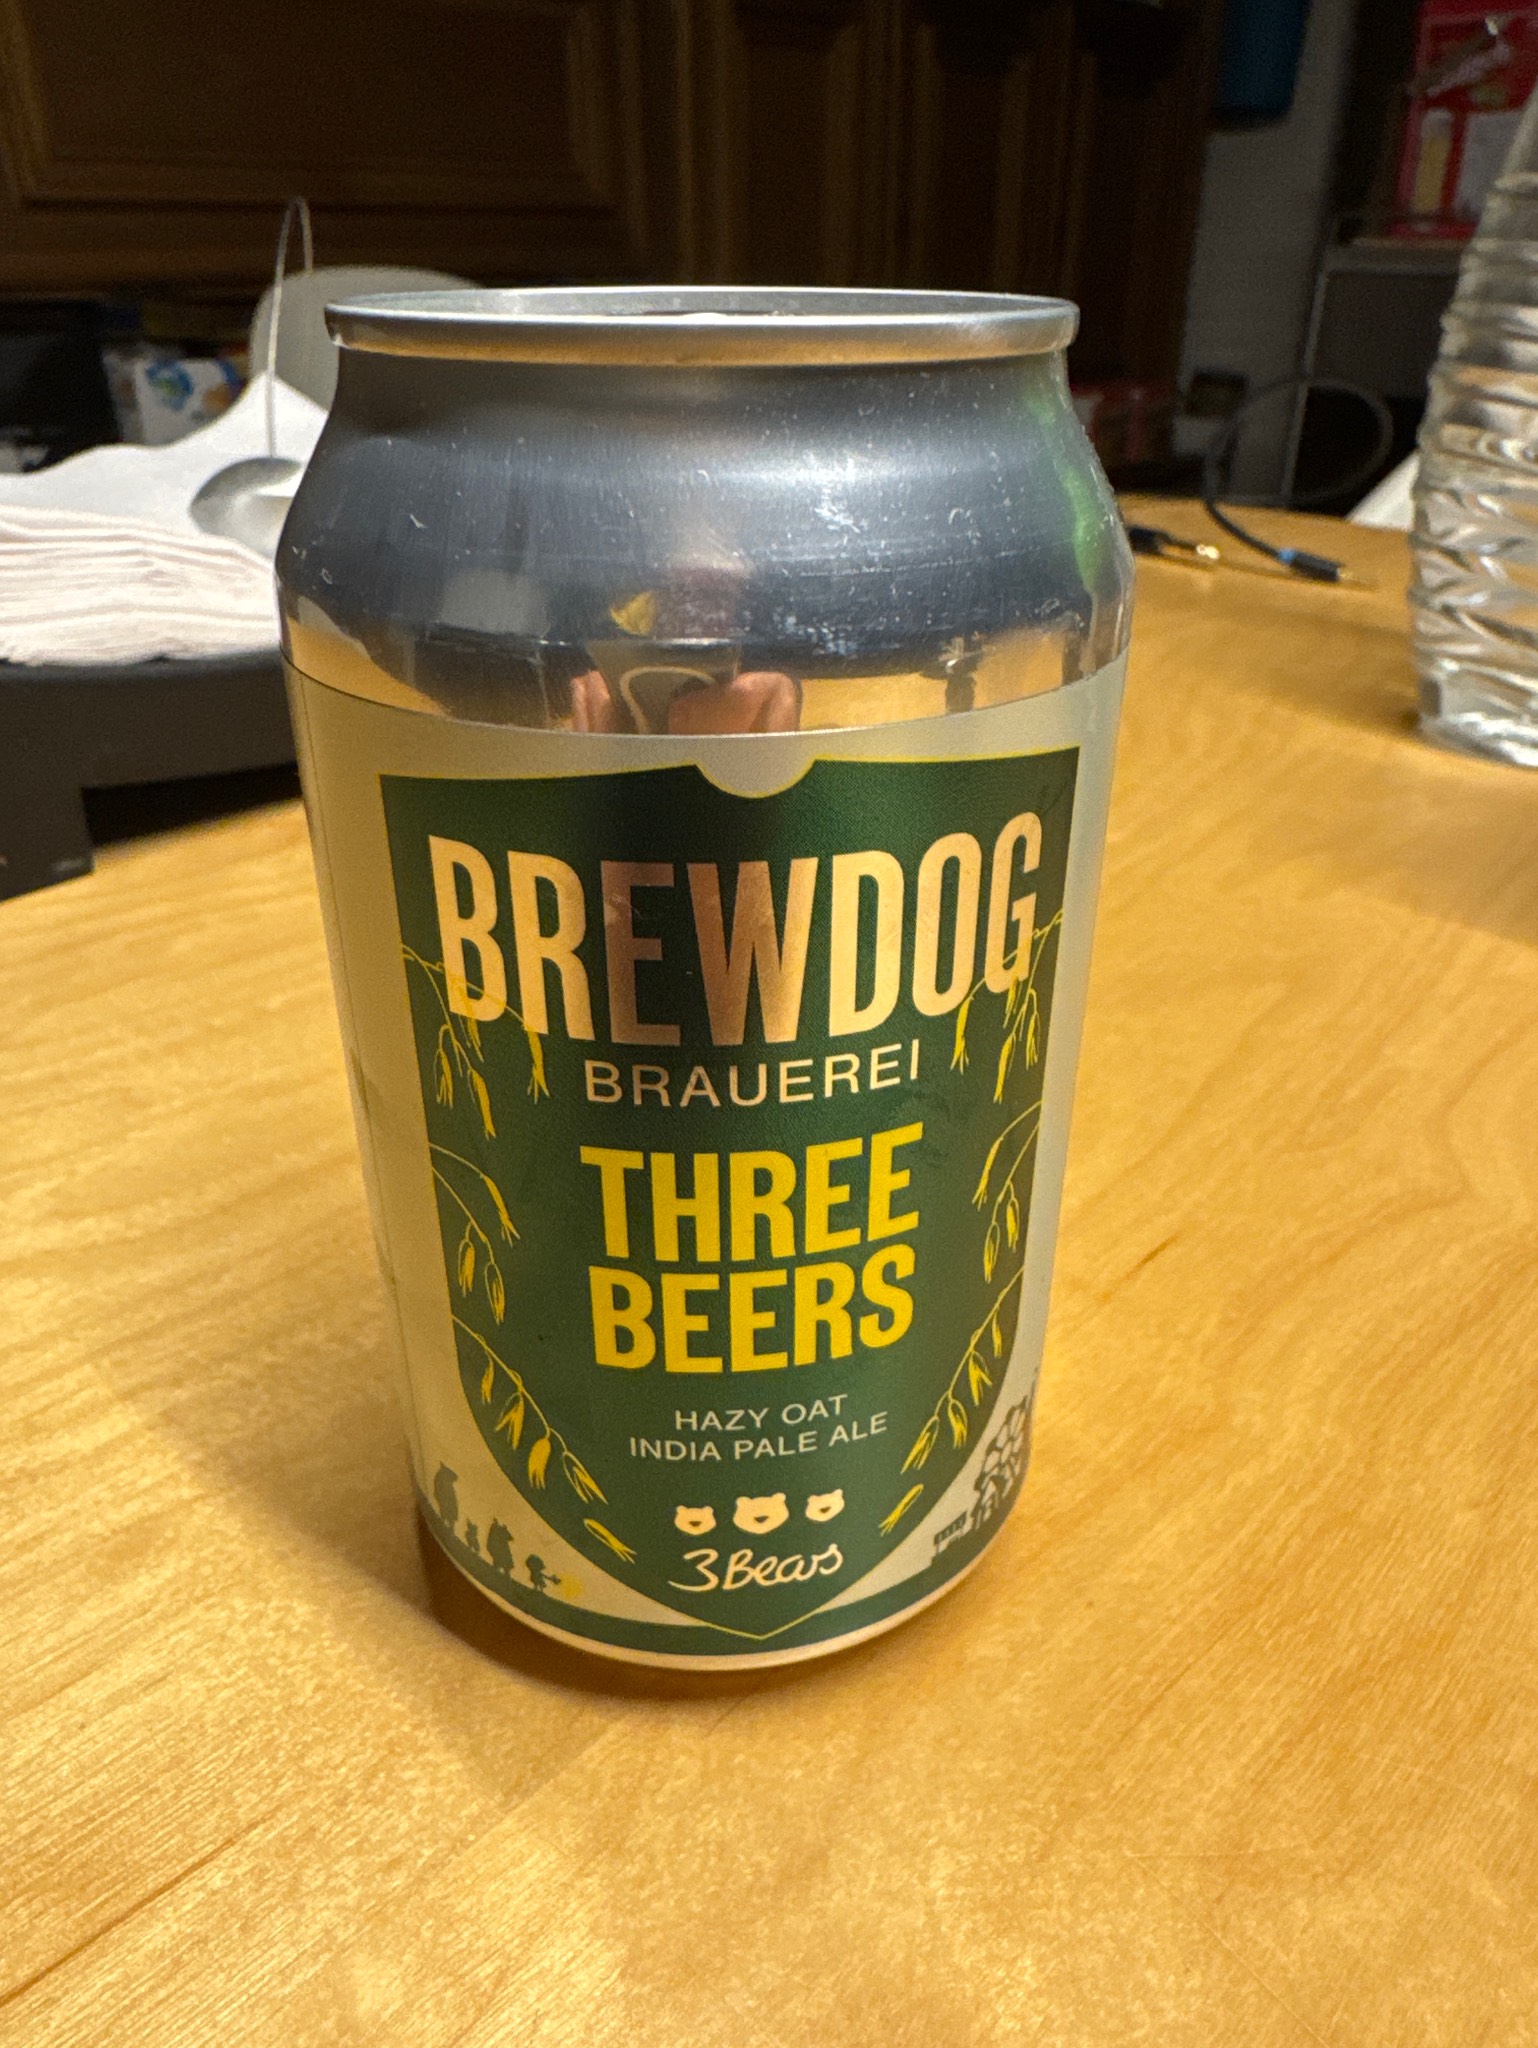 BREWDOG
BRAUEREI
THREE
BEERS
HAZY OAT
INDIA PALE ALE
3Bears